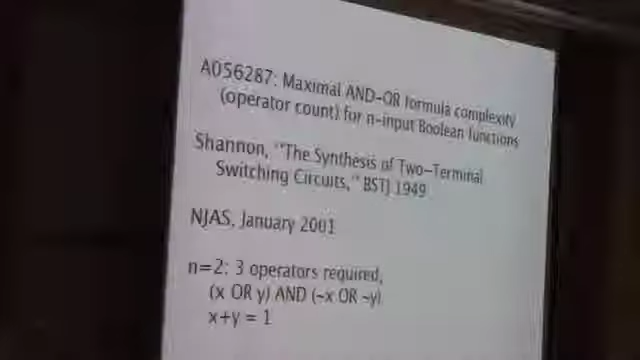 A056287: Maximal AND-OR formula complexity
(operator count) for n-input Boolean functions
Shannon, "The Synthesis of Two-Terminal
Switching Circuits," BSTJ 1949
NJAS, January 2001
n=2: 3 operators required,
(x OR y) AND (~x OR ~y)
x+y = 1